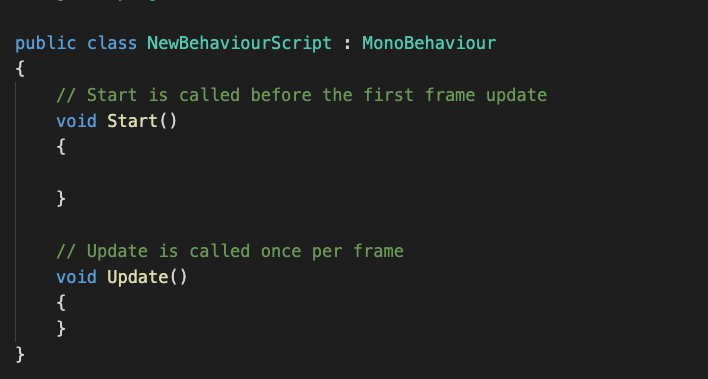 public class NewBehaviourScript : MonoBehaviour
{
    // Start is called before the first frame update
    void Start()
    {

    }

    // Update is called once per frame
    void Update()
    {
    }
}